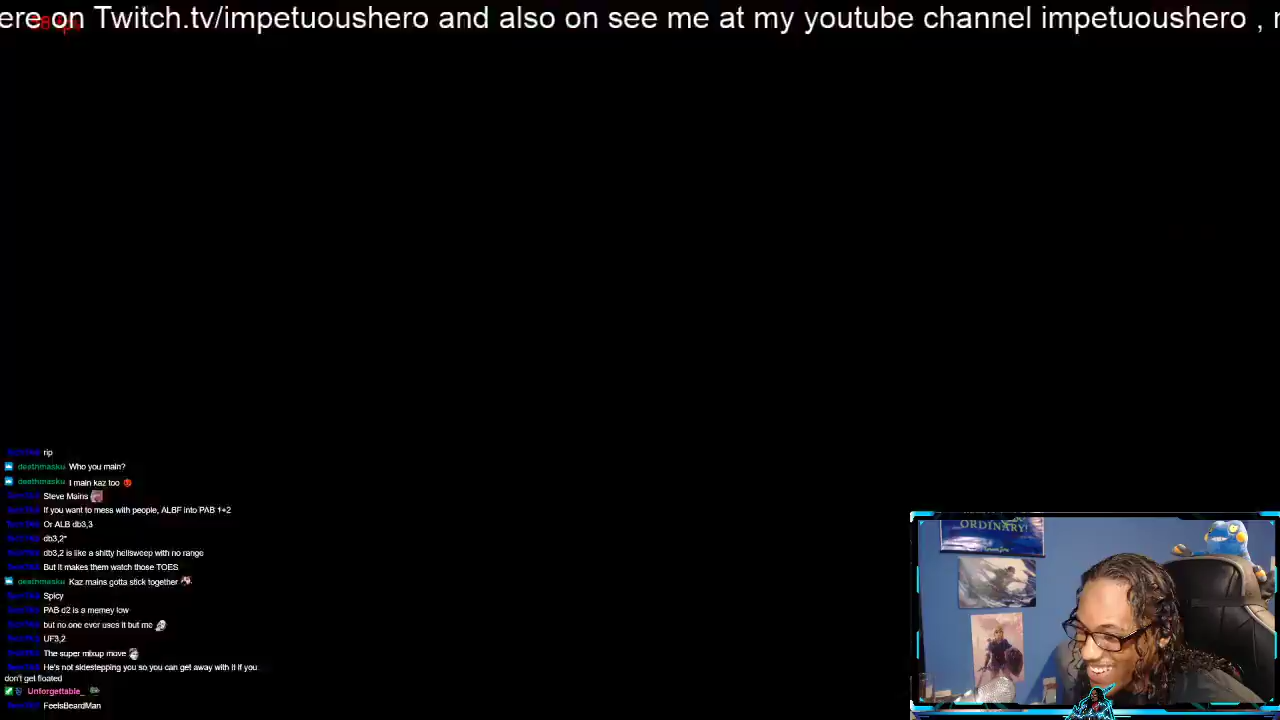 ere on Twitch.tv/impetuoushero and also on see me at my youtube channel impetuoushero ,
rip
deathmasku Who you main?
deathmasku I main kaz too
Steve Mains
If you want to mess with people, ALBF into PAB 1+2
Or ALB db3,3
db3,2*
db3,2 is like a shitty hellsweep with no range
But it makes them watch those TOES
deathmasku Kaz mains gotta stick together
Spicy
PAB d2 is a memey low
but no one ever uses it but me
UF3,2
The super mixup move
He's not sidestepping you so you can get away with it if you
don't get floated
Unforgettable_
FeelsBeardMan
ORDINARY!